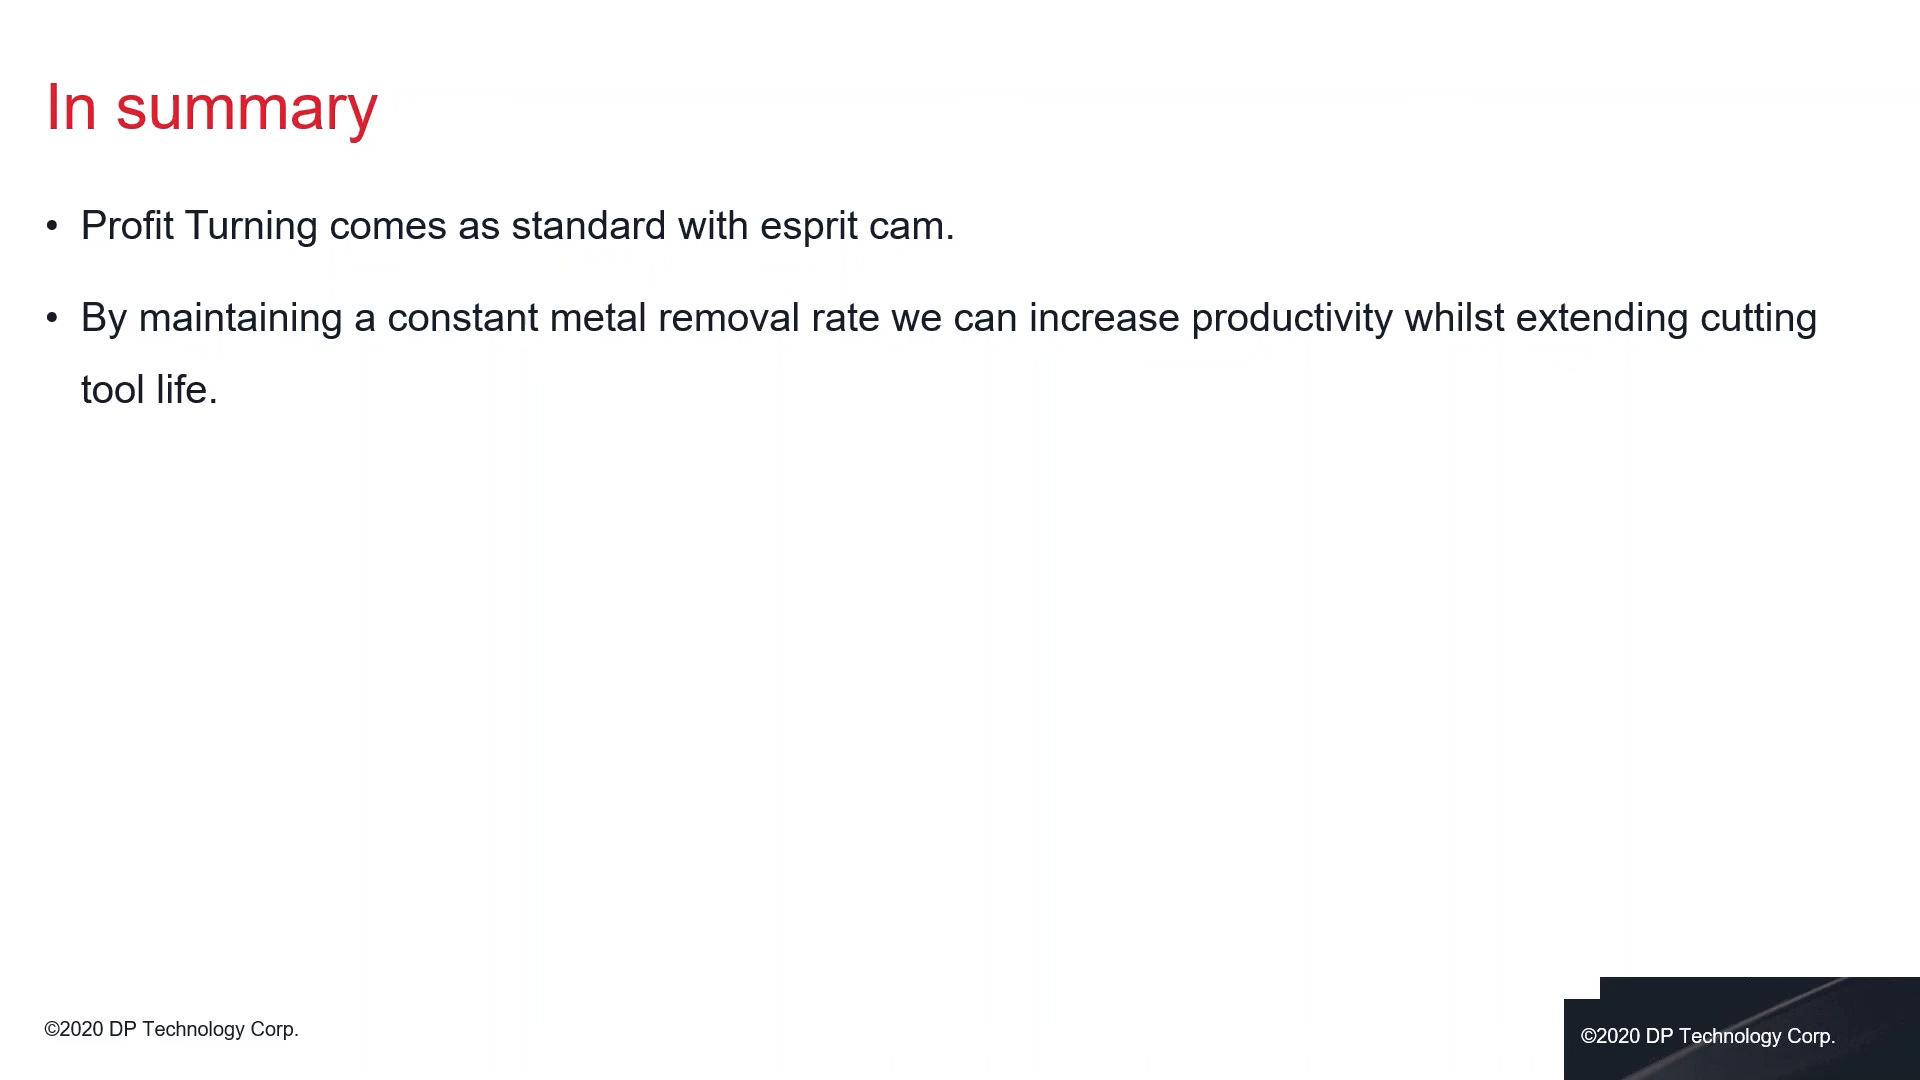 In summary
• Profit Turning comes as standard with esprit cam.
• By maintaining a constant metal removal rate we can increase productivity whilst extending cutting
tool life.
©2020 DP Technology Corp.
©2020 DP Technology Corp.